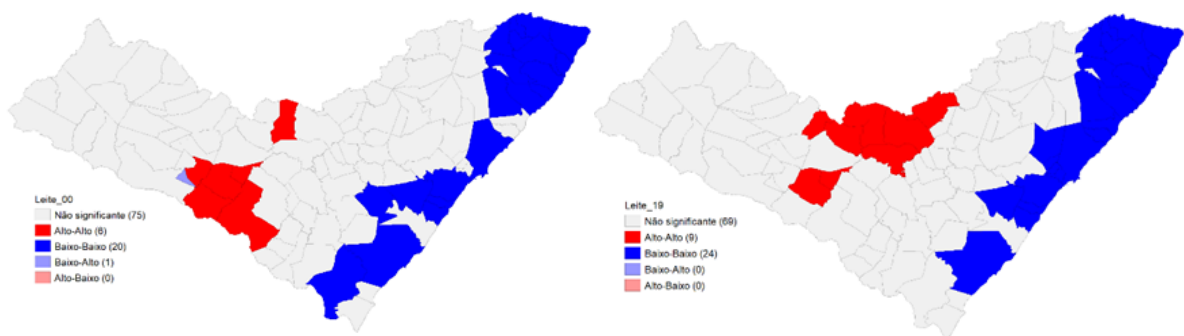 Leite_00
Não significante (75)
Alto-Alto (6)
Baixo-Baixo (20)
Baixo-Alto (1)
Alto-Baixo (0)
Leite_19
Não significante (69)
Alto-Alto (9)
Baixo-Baixo (24)
Baixo-Alto (0)
Alto-Baixo (0)